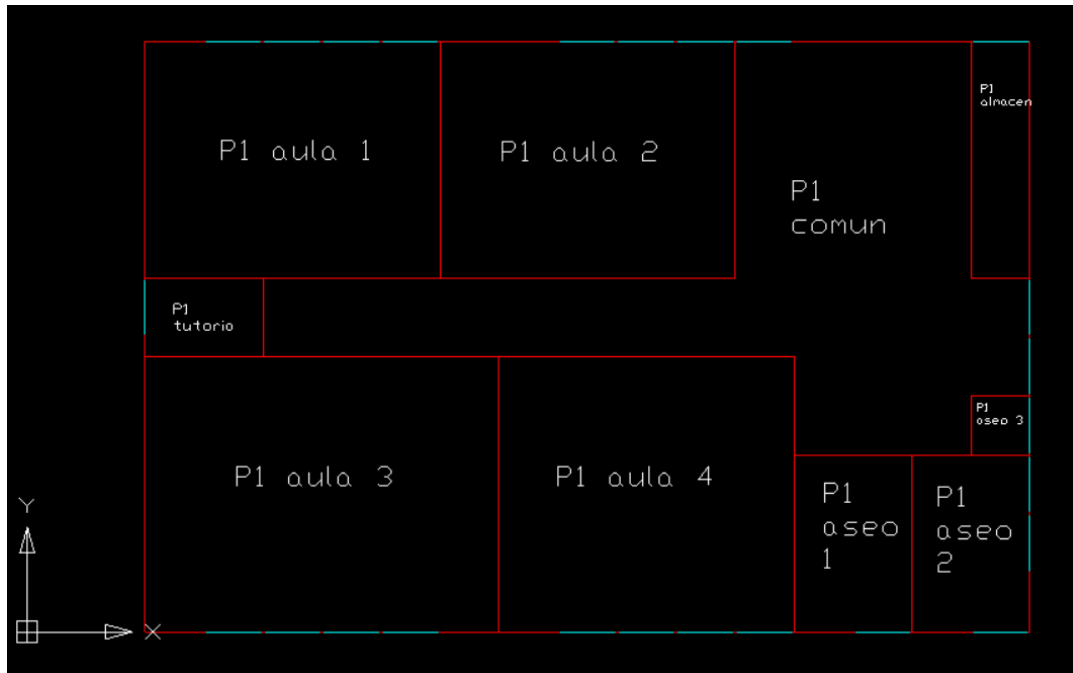 P1 aula 1
P1 aula 2
P1
comun
P1
almacen
P1
tutorio
P1 aula 3
P1 aula 4
P1
aseo
1
P1
aseo
2
P1
aseo 3
Y
X